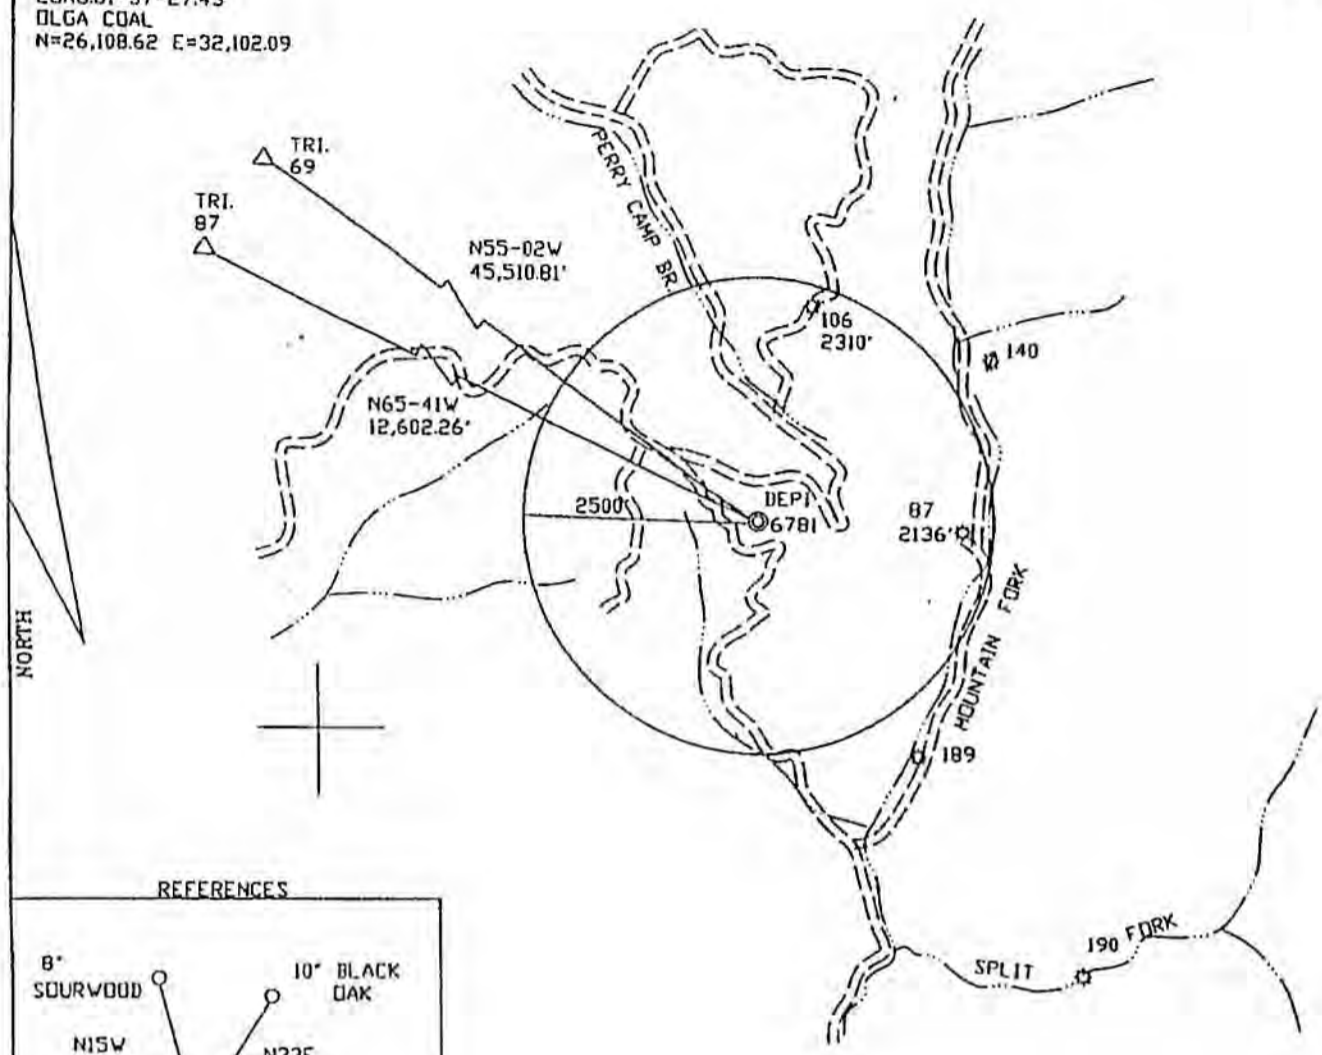 OLGA COAL
N=26,108.62 E=32,102.09
TRI.
69
TRI.
87
N55-02W
45,510.81'
PERRY CAMP BR.
106
2310'
140
N65-41W
12,602.26'
2500
DEPI
6781
87
2136'
MOUNTAIN FORK
NORTH
189
REFERENCES
190
SPLIT FORK
8"
SOURWOOD
10" BLACK
OAK
N15W